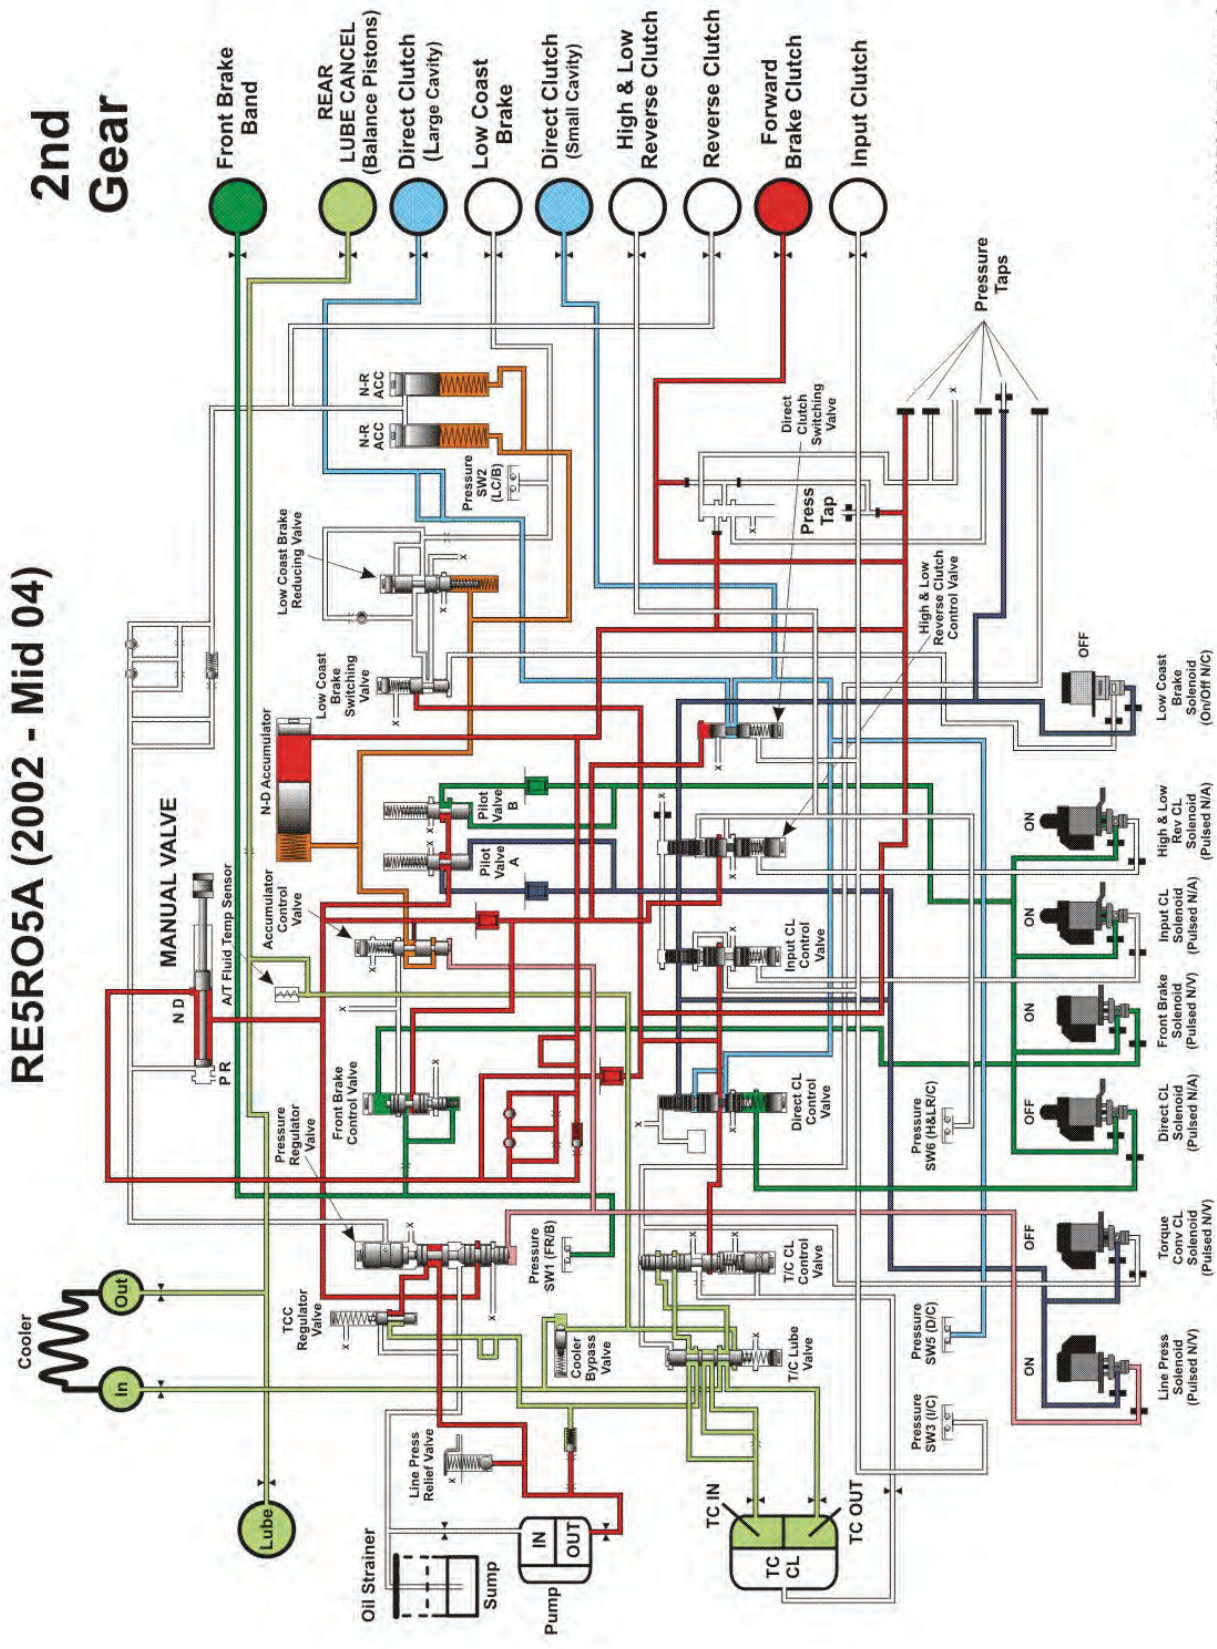 RE5RO5A (2002 - Mid 04)
2nd
Gear
Cooler
In
Out
Lube
MANUAL VALVE
N D
P R
A/T Fluid Temp Sensor
Front Brake
Band
REAR
LUBE CANCEL
(Balance Pistons)
Direct Clutch
(Large Cavity)
Low Coast
Brake
Direct Clutch
(Small Cavity)
High & Low
Reverse Clutch
Reverse Clutch
Forward
Brake Clutch
Input Clutch
Pressure
Taps
N-D Accumulator
Accumulator
Control
Valve
Low Coast
Brake
Switching
Valve
Low Coast Brake
Reducing Valve
N-R
ACC
N-R
ACC
Pressure
SW2
(LC/B)
Pressure
Regulator
Valve
Front Brake
Control Valve
TCC
Regulator
Valve
Pilot
Valve
A
Pilot
Valve
B
Direct
Clutch
Switching
Valve
Press
Tap
High & Low
Reverse Clutch
Control Valve
Oil Strainer
Sump
Pump
IN
OUT
Line Press
Relief Valve
Cooler
Bypass
Valve
Pressure
SW1 (FR/B)
TC IN
TC OUT
TC
CL
T/C Lube
Valve
T/C CL
Control
Valve
Direct CL
Control
Valve
Input CL
Control
Valve
Pressure
SW3 (I/C)
Pressure
SW5 (D/C)
Pressure
SW6 (H&LR/C)
ON
Line Press
Solenoid
(Pulsed N/V)
OFF
Torque
Conv CL
Solenoid
(Pulsed N/V)
OFF
Direct CL
Solenoid
(Pulsed N/A)
ON
Front Brake
Solenoid
(Pulsed N/V)
ON
Input CL
Solenoid
(Pulsed N/A)
ON
High & Low
Rev CL
Solenoid
(Pulsed N/A)
OFF
Low Coast
Brake
Solenoid
(On/Off N/C)